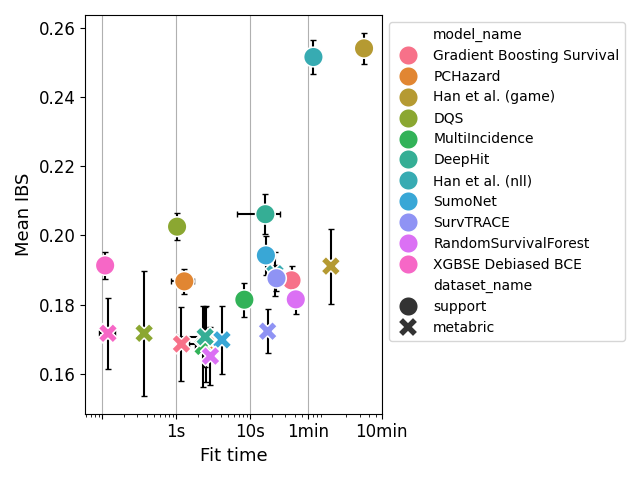 0.26
0.24
0.22
0.20
0.18
0.16
Mean IBS
1s
10s
1min
10min
Fit time
model_name
Gradient Boosting Survival
PCHazard
Han et al. (game)
DQS
MultiIncidence
DeepHit
Han et al. (nll)
SumoNet
SurvTRACE
RandomSurvivalForest
XGBSE Debiased BCE
dataset_name
support
metabric